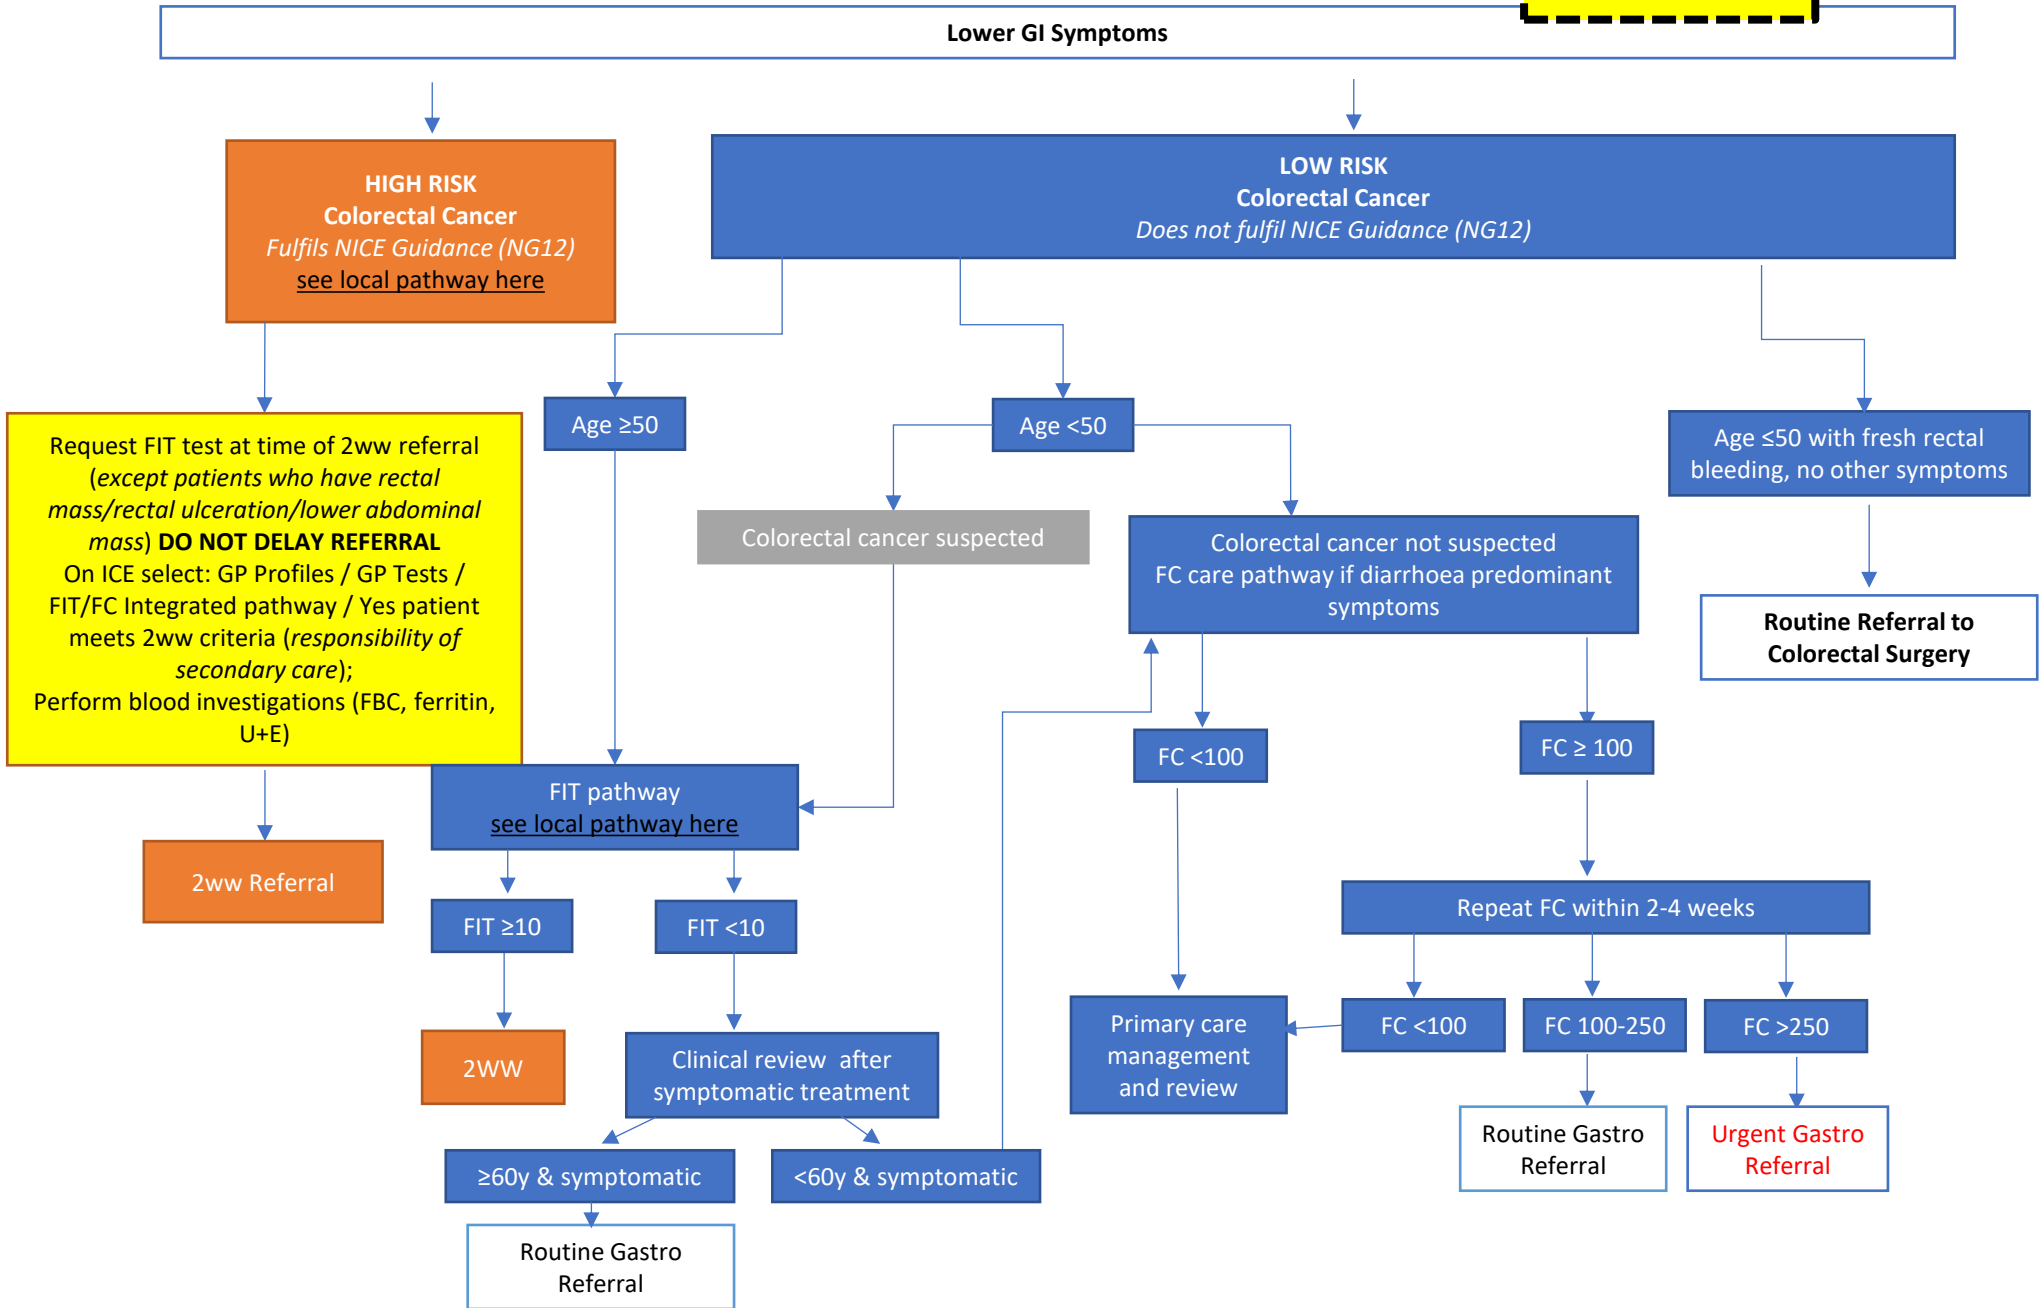 Lower GI Symptoms
HIGH RISK
Colorectal Cancer
Fulfils NICE Guidance (NG12)
see local pathway here
LOW RISK
Colorectal Cancer
Does not fulfil NICE Guidance (NG12)
Request FIT test at time of 2ww referral
(except patients who have rectal
mass/rectal ulceration/lower abdominal
mass) DO NOT DELAY REFERRAL
On ICE select: GP Profiles / GP Tests /
FIT/FC Integrated pathway / Yes patient
meets 2ww criteria (responsibility of
secondary care);
Perform blood investigations (FBC, ferritin,
U+E)
2ww Referral
Age ≥50
Age <50
Age ≤50 with fresh rectal
bleeding, no other symptoms
Colorectal cancer suspected
Colorectal cancer not suspected
FC care pathway if diarrhoea predominant
symptoms
Routine Referral to
Colorectal Surgery
FIT pathway
see local pathway here
FC <100
FC ≥ 100
FIT ≥10
FIT <10
Repeat FC within 2-4 weeks
2WW
Clinical review after
symptomatic treatment
Primary care
management
and review
FC <100
FC 100-250
FC >250
≥60y & symptomatic
<60y & symptomatic
Routine Gastro
Referral
Urgent Gastro
Referral
Routine Gastro
Referral